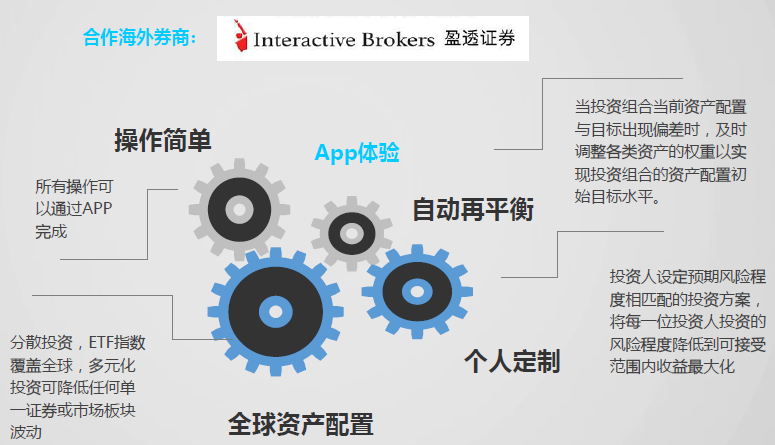 合作海外券商：
Interactive Brokers 盈透证券
操作简单
所有操作可
以通过APP
完成
App体验
当投资组合当前资产配置
与目标出现偏差时，及时
调整各类资产的权重以实
现投资组合的资产配置初
始目标水平。
自动再平衡
分散投资，ETF指数
覆盖全球，多元化
投资可降低任何单
一证券或市场板块
波动
全球资产配置
投资人设定预期风险程
度相匹配的投资方案，
将每一位投资人投资的
风险程度降低到可接受
范围内收益最大化
个人定制